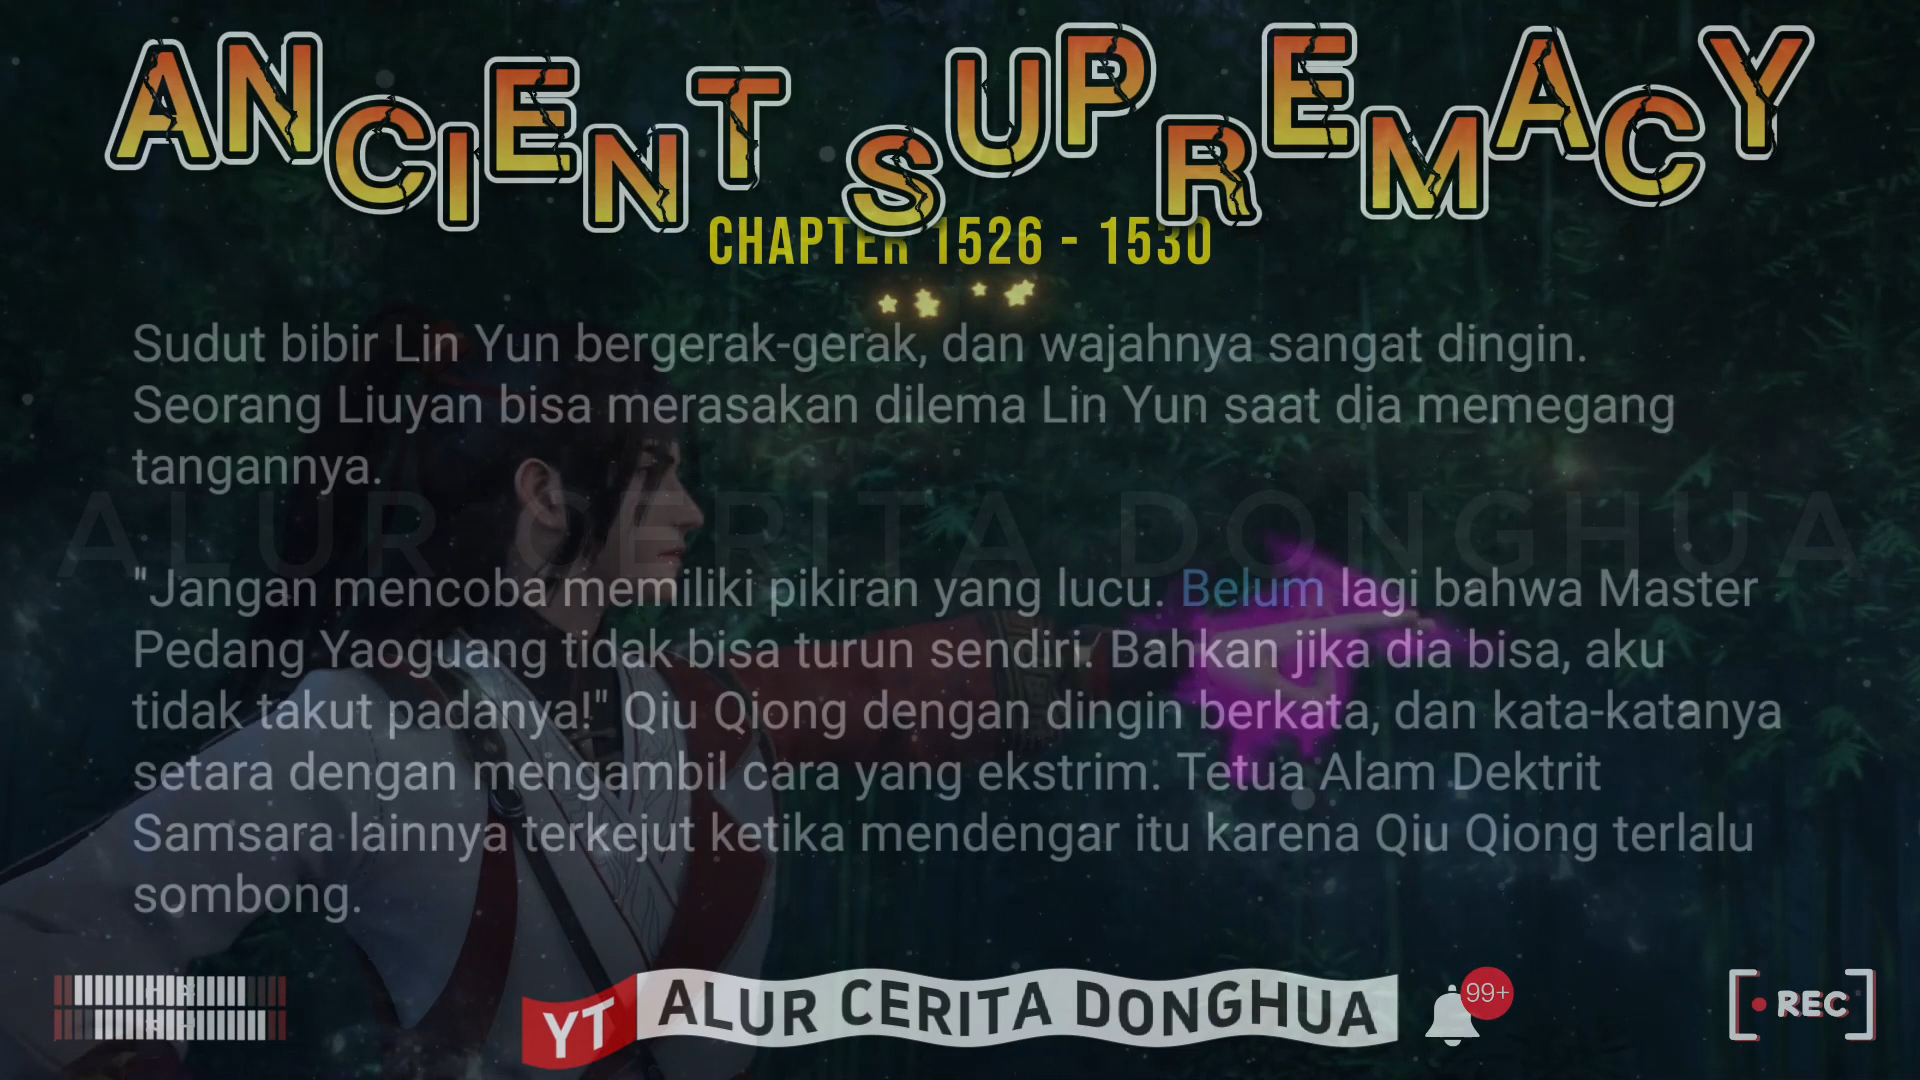 ANCIENT SUPREMACY
CHAPTER 1526 - 1530
Sudut bibir Lin Yun bergerak-gerak, dan wajahnya sangat dingin.
Seorang Liuyan bisa merasakan dilema Lin Yun saat dia memegang
tangannya.
ALUR CERITA DONGHUA
"Jangan mencoba memiliki pikiran yang lucu. Belum lagi bahwa Master
Pedang Yaoguang tidak bisa turun sendiri. Bahkan jika dia bisa, aku
tidak takut padanya!" Qiu Qiong dengan dingin berkata, dan kata-katanya
setara dengan mengambil cara yang ekstrim. Tetua Alam Dektrit
Samsara lainnya terkejut ketika mendengar itu karena Qiu Qiong terlalu
sombong.
YT ALUR CERITA DONGHUA
99+
REC